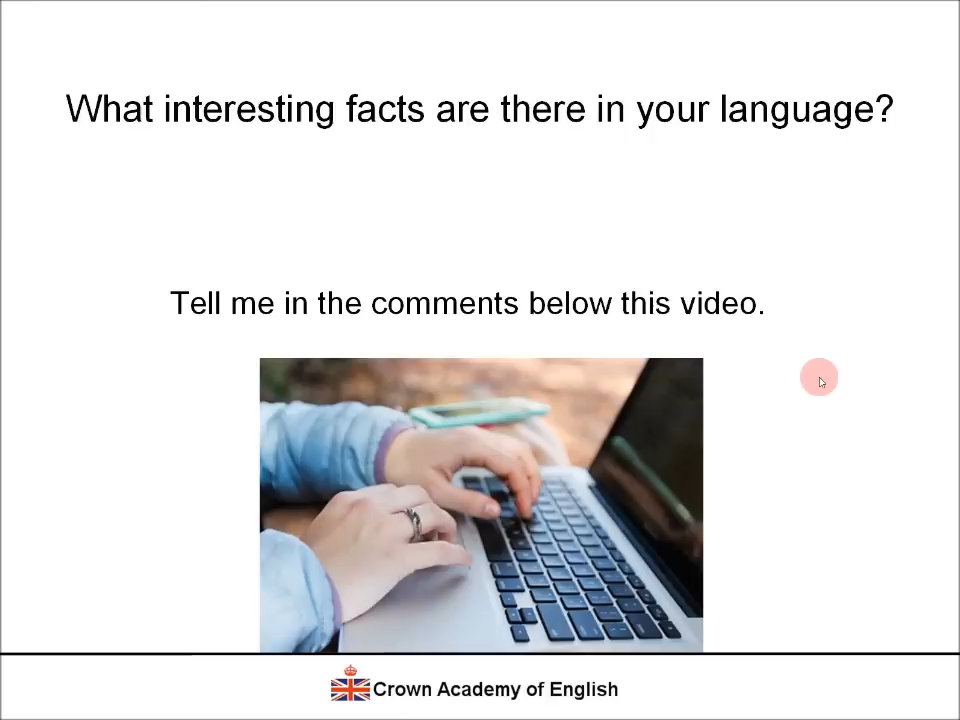 What interesting facts are there in your language?
Tell me in the comments below this video.
Crown Academy of English